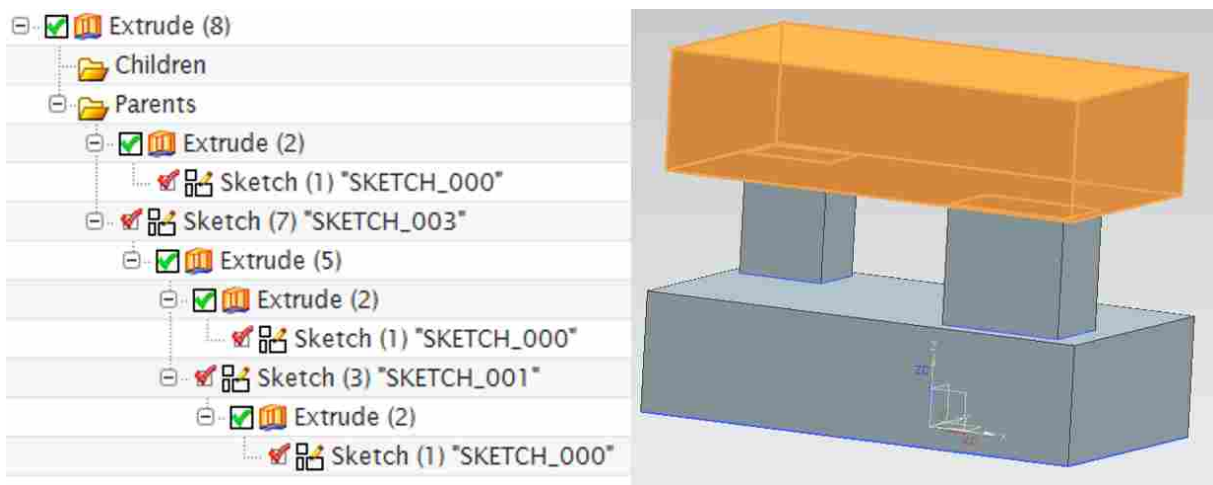 Extrude (8)
Children
Parents
Extrude (2)
Sketch (1) "SKETCH_000"
Sketch (7) "SKETCH_003"
Extrude (5)
Extrude (2)
Sketch (1) "SKETCH_000"
Sketch (3) "SKETCH_001"
Extrude (2)
Sketch (1) "SKETCH_000"
Z
ZC
X